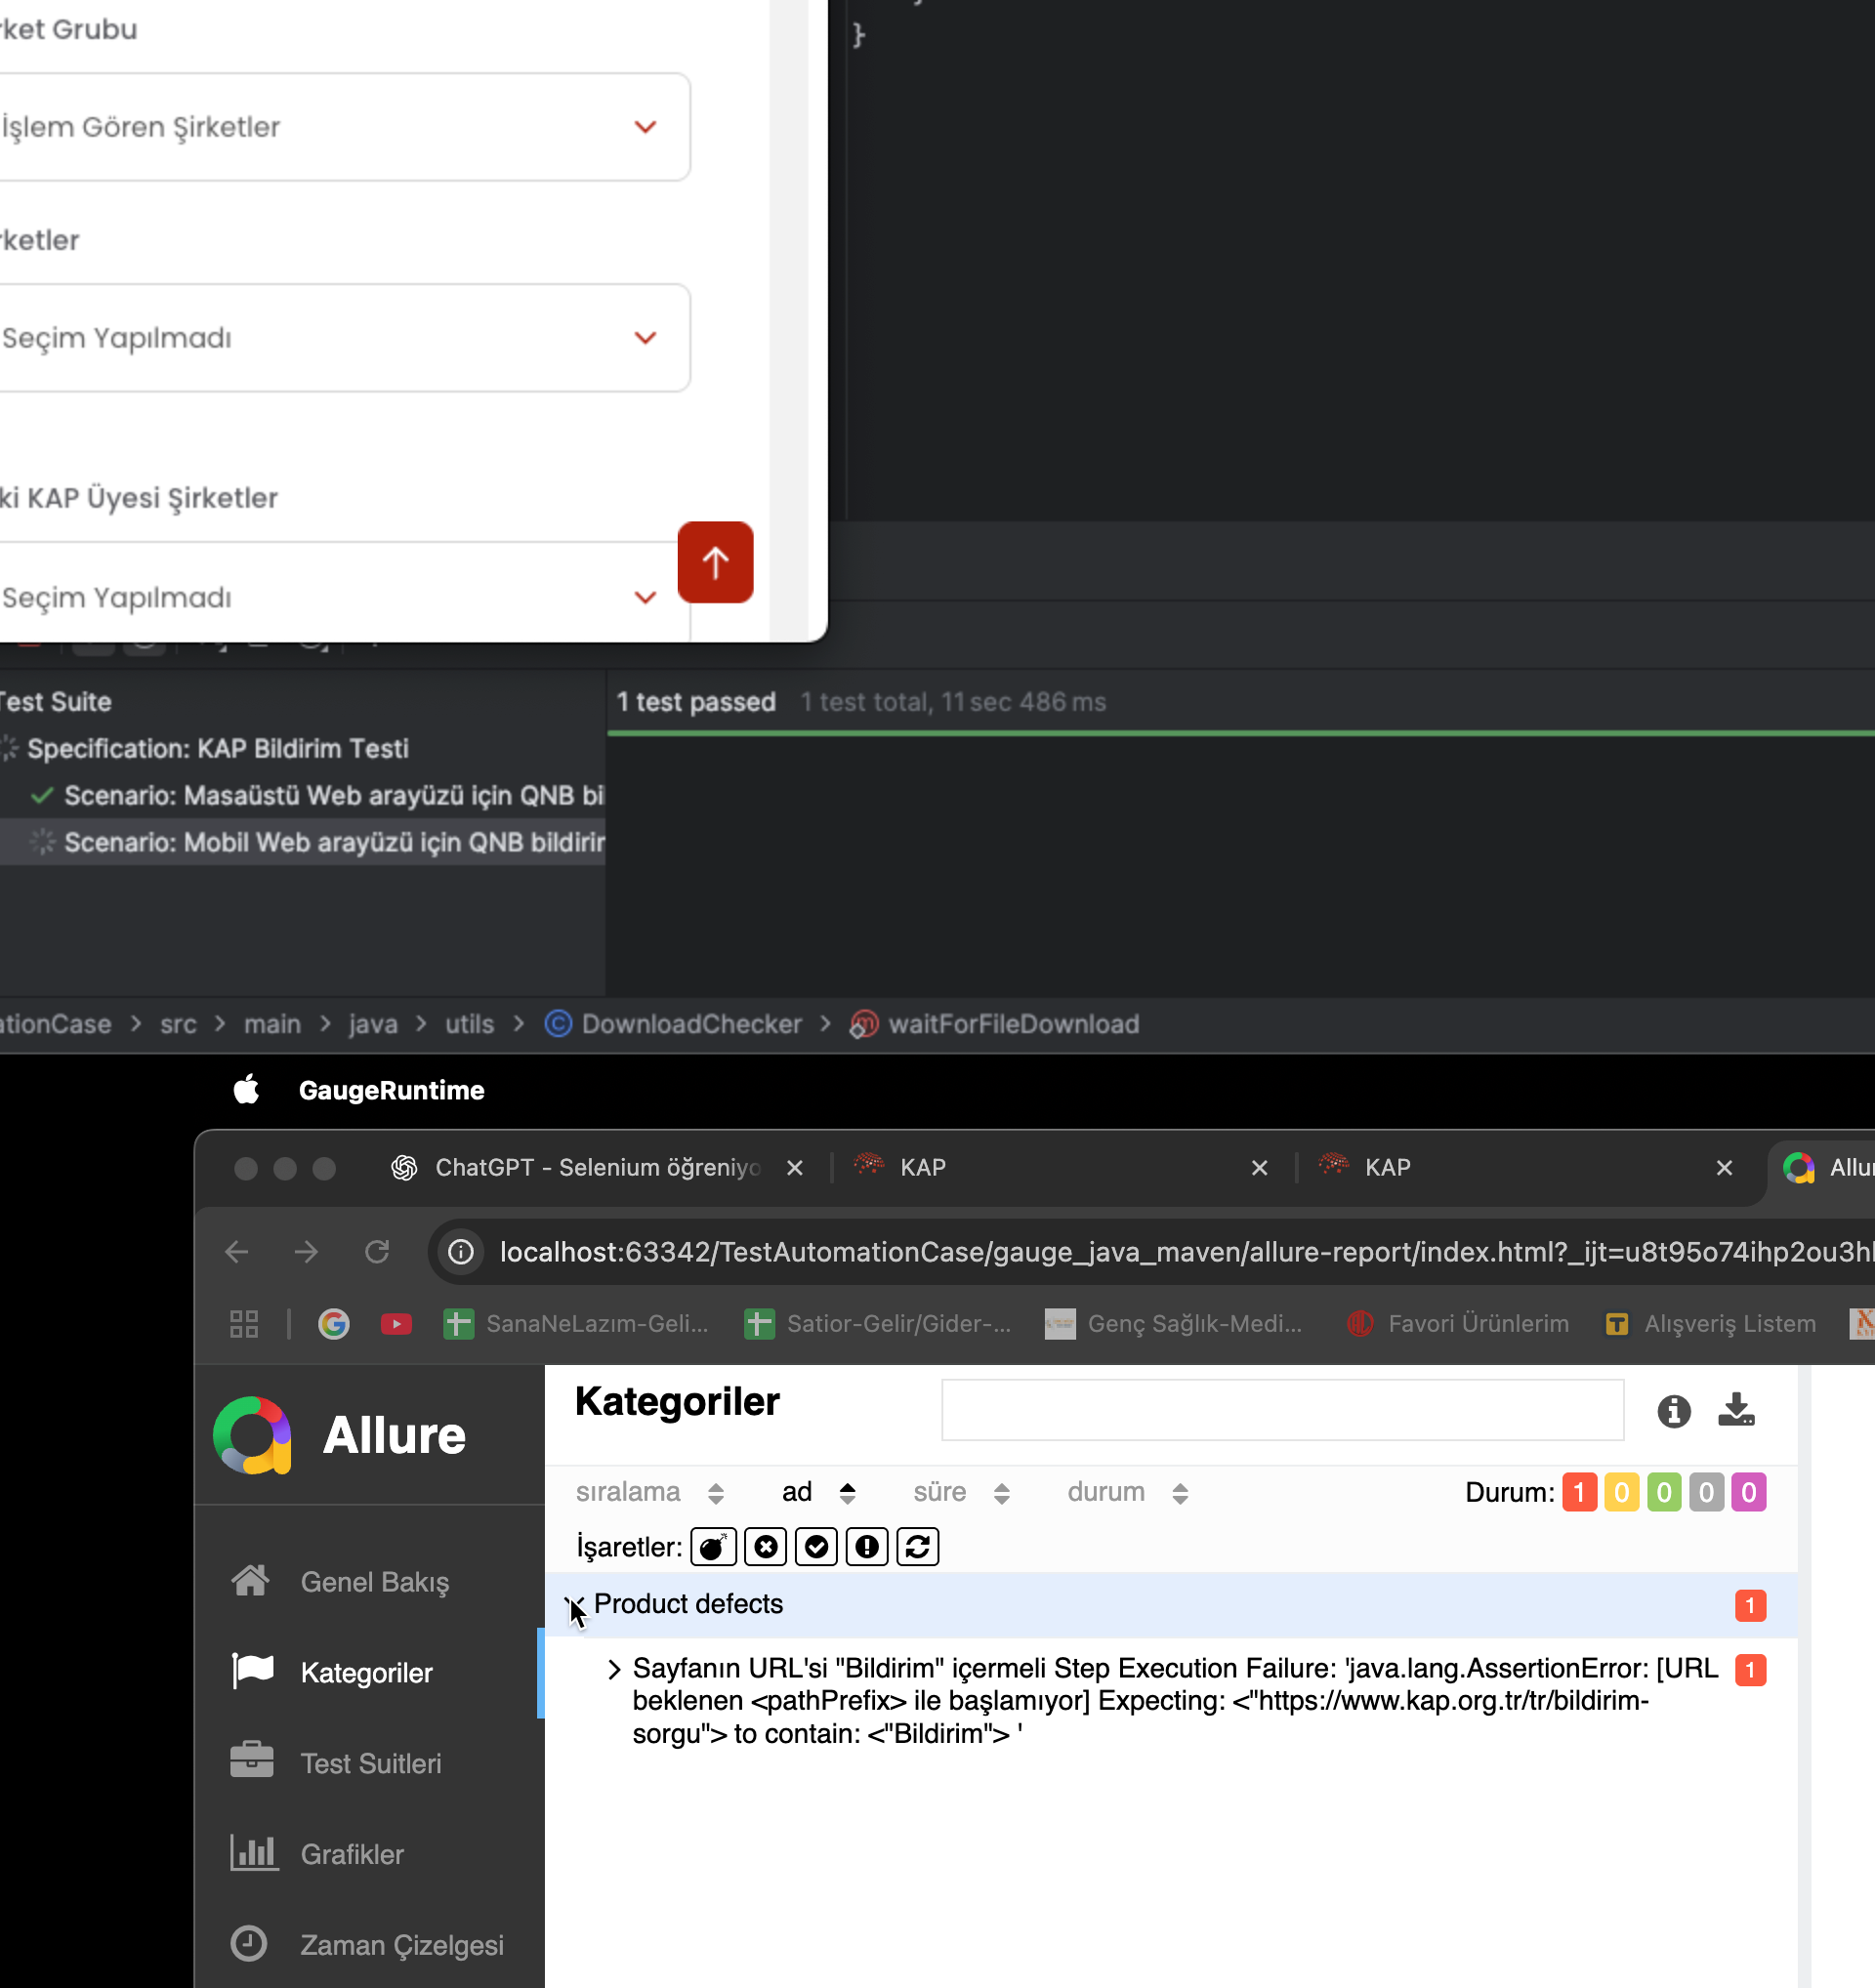 rket Grubu
}
İşlem Gören Şirketler
rketler
Seçim Yapılmadı
ki KAP Üyesi Şirketler
Seçim Yapılmadı
Test Suite
1 test passed 1 test total, 11 sec 486 ms
Specification: KAP Bildirim Testi
Scenario: Masaüstü Web arayüzü için QNB bi
Scenario: Mobil Web arayüzü için QNB bildirir
ationCase > src > main > java > utils > DownloadChecker > waitForFileDownload
GaugeRuntime
ChatGPT - Selenium öğreniyo KAP KAP Allu
localhost:63342/TestAutomationCase/gauge_java_maven/allure-report/index.html?_ijt=u8t95o74ihp2ou3h
SanaNeLazım-Geli... Satior-Gelir/Gider-... Genç Sağlık-Medi... Favori Ürünlerim Alışveriş Listem
Allure
Kategoriler
sıralama ad süre durum Durum: 1 0 0 0 0
İşaretler:
Genel Bakış
Product defects 1
Kategoriler
Sayfanın URL'si "Bildirim" içermeli Step Execution Failure: 'java.lang.AssertionError: [URL 1
beklenen <pathPrefix> ile başlamıyor] Expecting: <"https://www.kap.org.tr/tr/bildirim-
sorgu"> to contain: <"Bildirim"> '
Test Suitleri
Grafikler
Zaman Çizelgesi